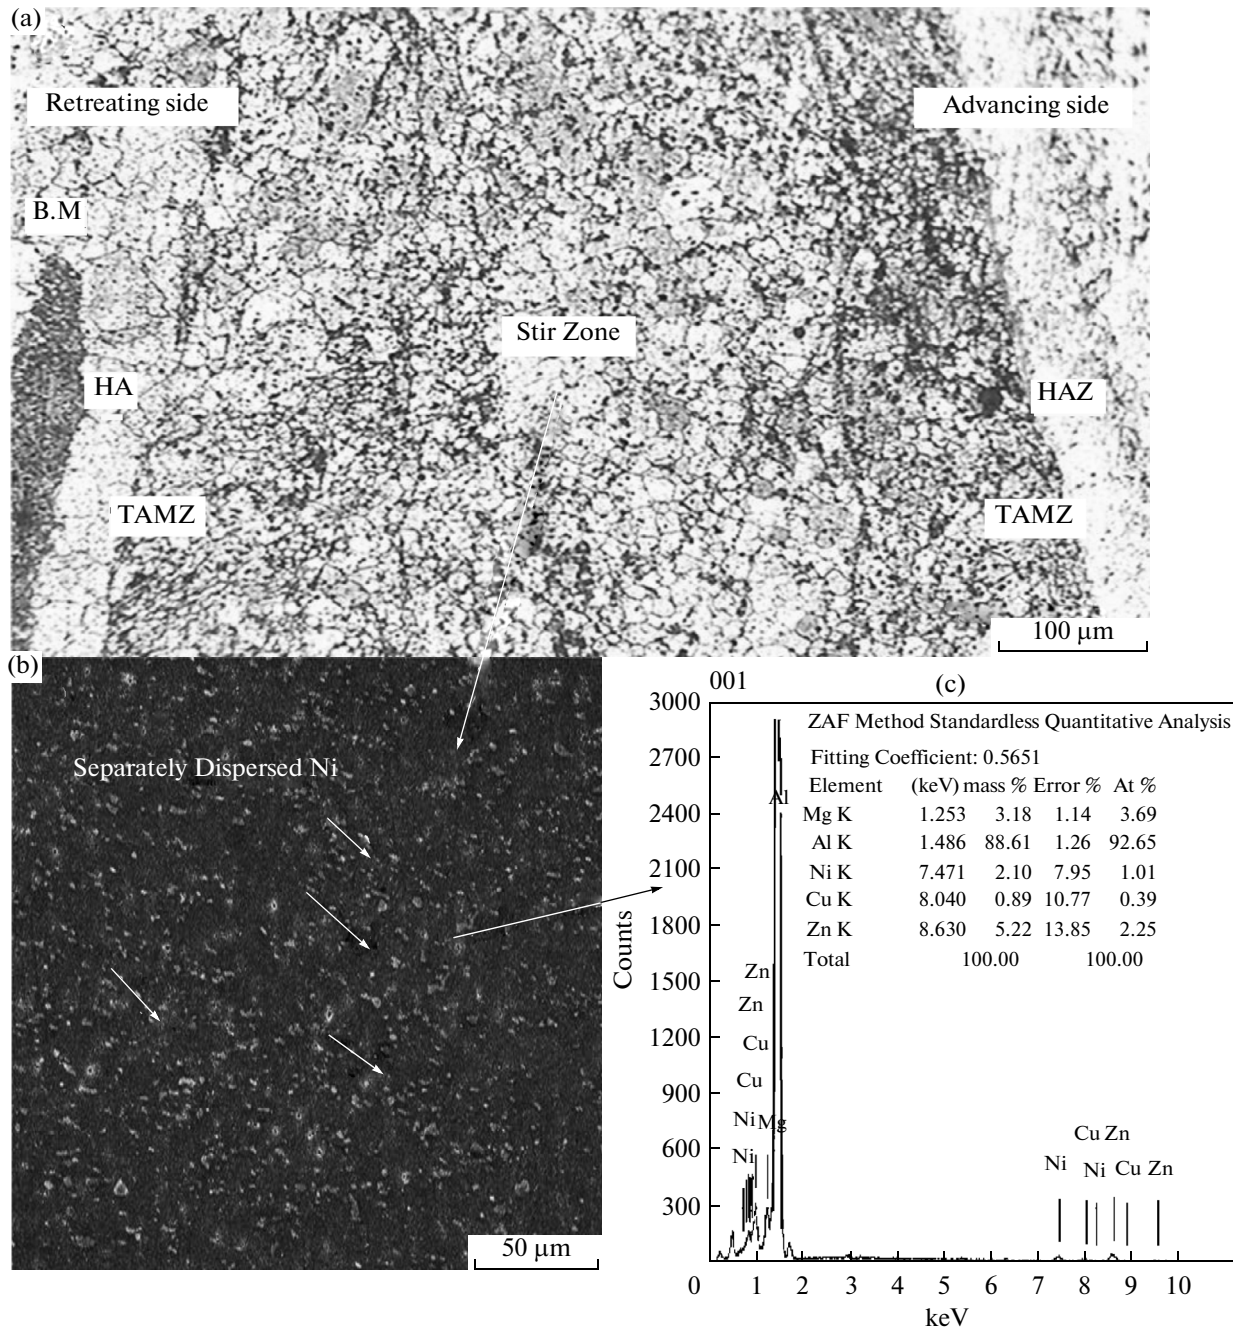 (a)
Retreating side
Advancing side
B.M
Stir Zone
HA
HAZ
TAMZ
TAMZ
100 µm
(b)
Separately Dispersed Ni
50 µm
001
(c)
ZAF Method Standardless Quantitative Analysis
Fitting Coefficient: 0.5651
Element (keV) mass % Error % At %
Mg K 1.253 3.18 1.14 3.69
Al K 1.486 88.61 1.26 92.65
Ni K 7.471 2.10 7.95 1.01
Cu K 8.040 0.89 10.77 0.39
Zn K 8.630 5.22 13.85 2.25
Total 100.00 100.00
Counts
3000
2700
2400
2100
1800
1500
1200
900
600
300
Al
Zn
Zn
Cu
Cu
Ni Mg
Ni
Cu Zn
Ni Ni Cu Zn
0 1 2 3 4 5 6 7 8 9 10
keV